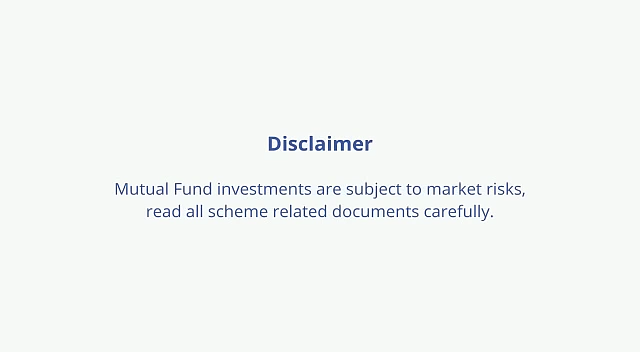 Disclaimer
Mutual Fund investments are subject to market risks,
read all scheme related documents carefully.